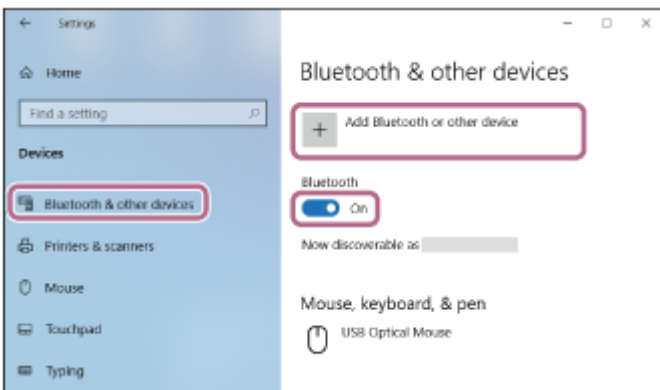 Settings
Home
Find a setting
Devices
Bluetooth & other devices
Printers & scanners
Mouse
Touchpad
Typing
Bluetooth & other devices
Add Bluetooth or other device
Bluetooth
On
Now discoverable as
Mouse, keyboard, & pen
USB Optical Mouse